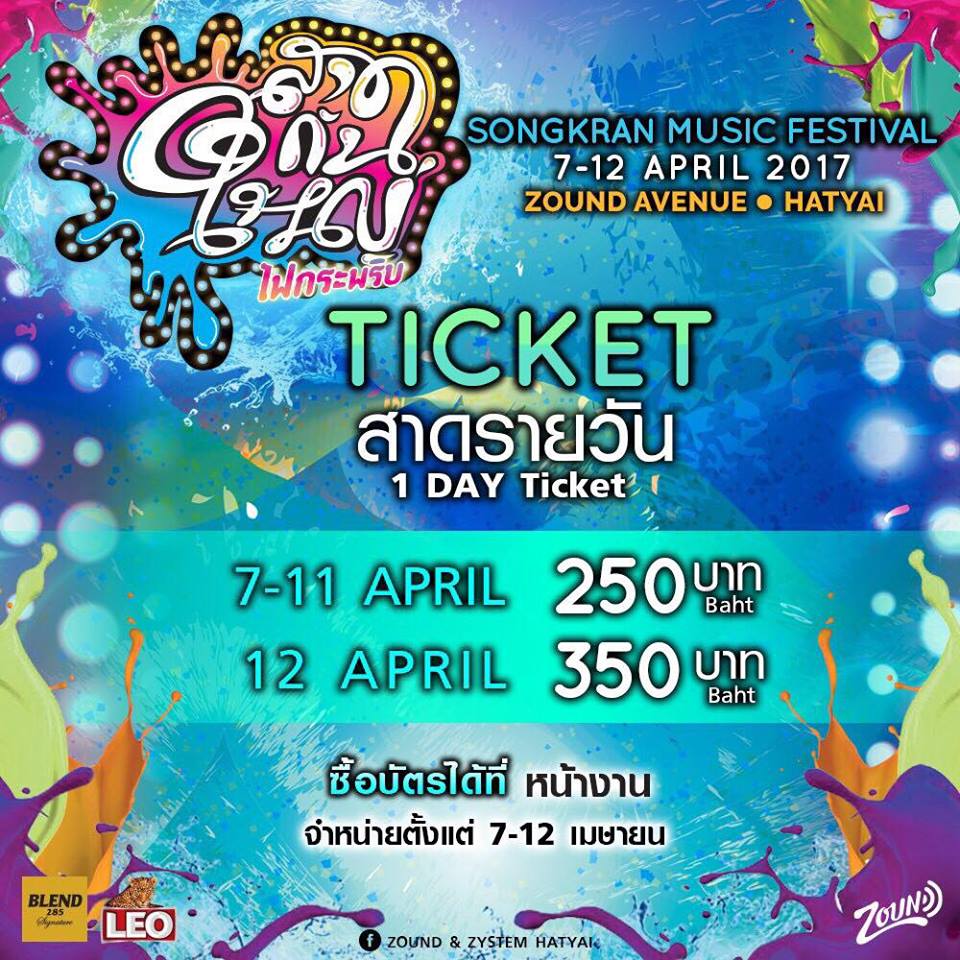 สาด
กัน
ใหญ่
ไฟกระพริบ
SONGKRAN MUSIC FESTIVAL
7-12 APRIL 2017
ZOUND AVENUE • HATYAI
TICKET
สาดรายวัน
1 DAY Ticket
7-11 APRIL 250 บาท Baht
12 APRIL 350 บาท Baht
ซื้อบัตรได้ที่ หน้างาน
จำหน่ายตั้งแต่ 7-12 เมษายน
BLEND
285
Signature
LEO
f ZOUND & ZYSTEM HATYAI
ZOUND